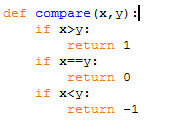 def compare(x,y):
    if x>y:
        return 1
    if x==y:
        return 0
    if x<y:
        return -1